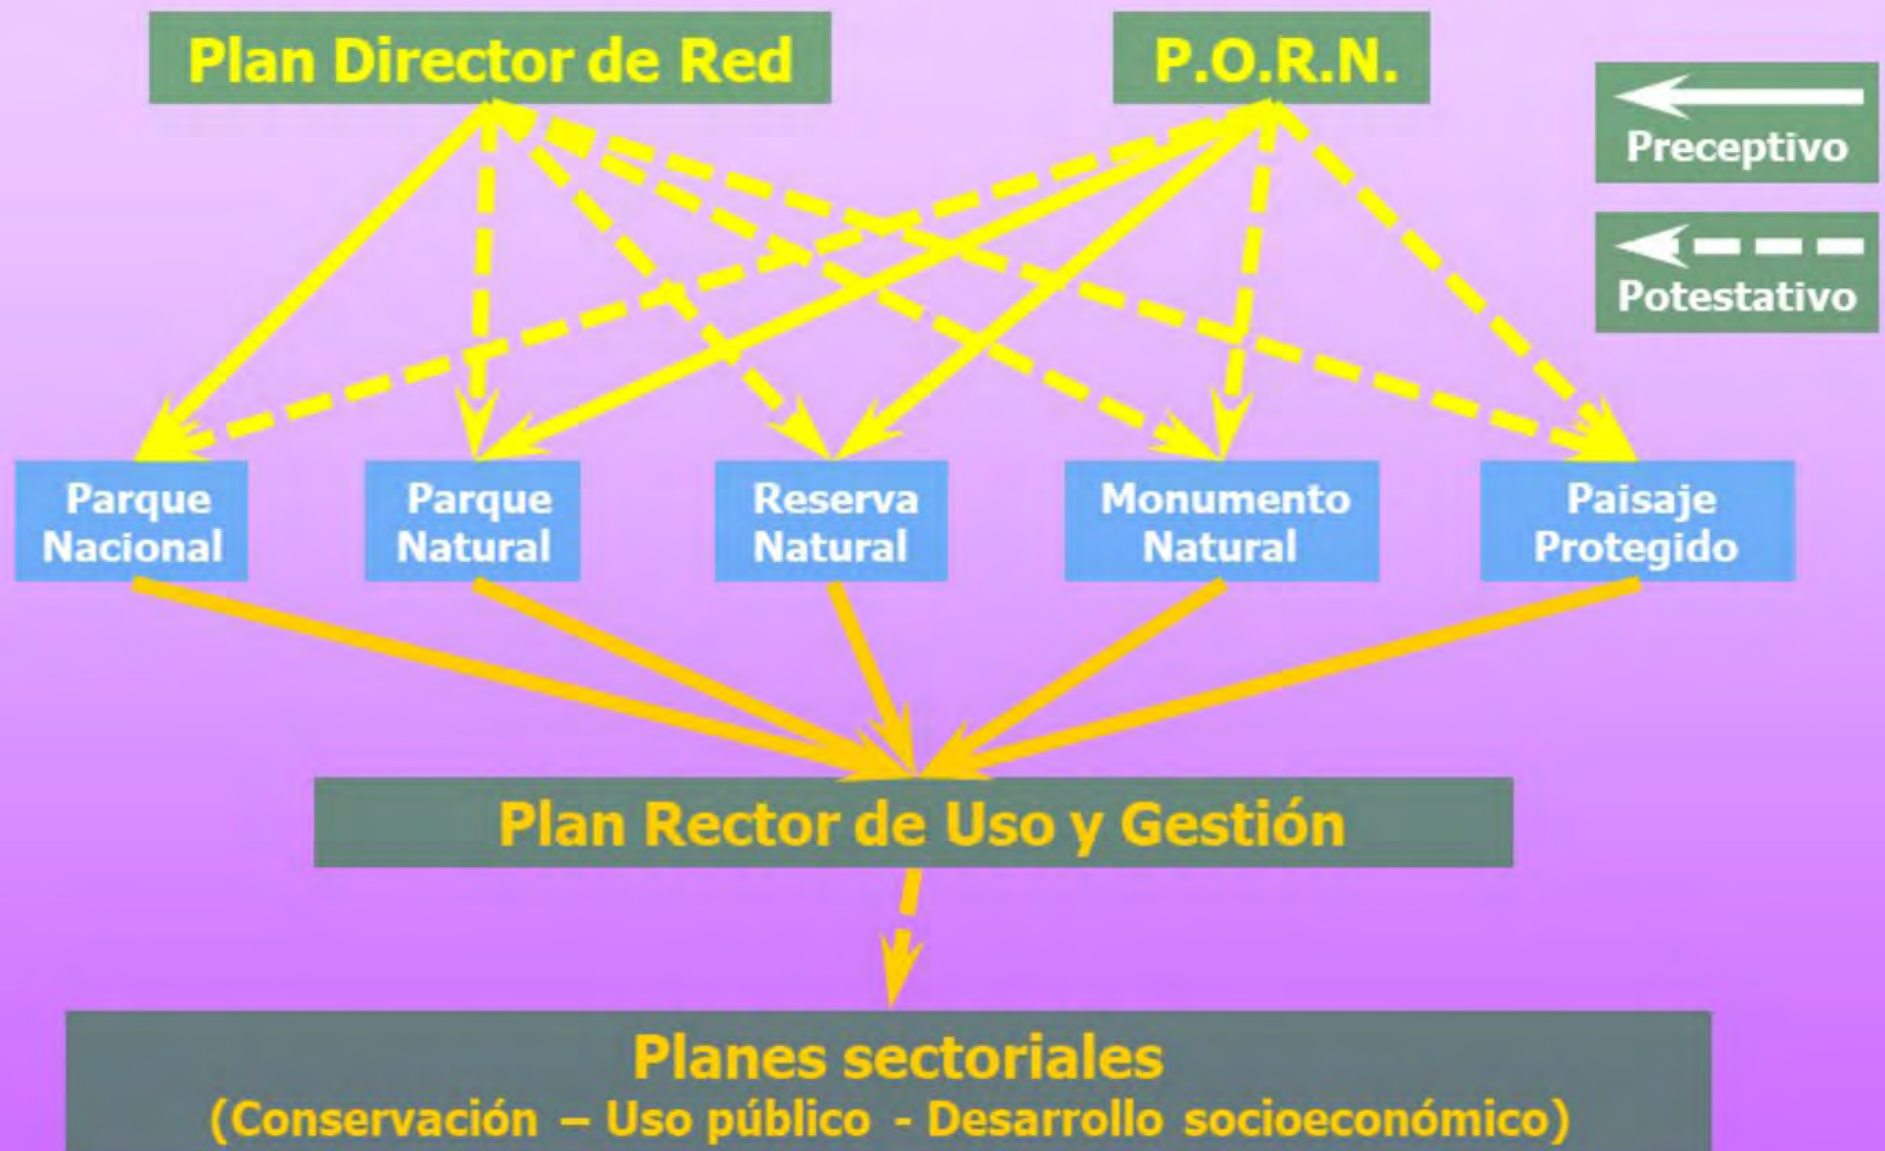 Plan Director de Red
P.O.R.N.
Preceptivo
Potestativo
Parque
Nacional
Parque
Natural
Reserva
Natural
Monumento
Natural
Paisaje
Protegido
Plan Rector de Uso y Gestión
Planes sectoriales
(Conservación – Uso público - Desarrollo socioeconómico)